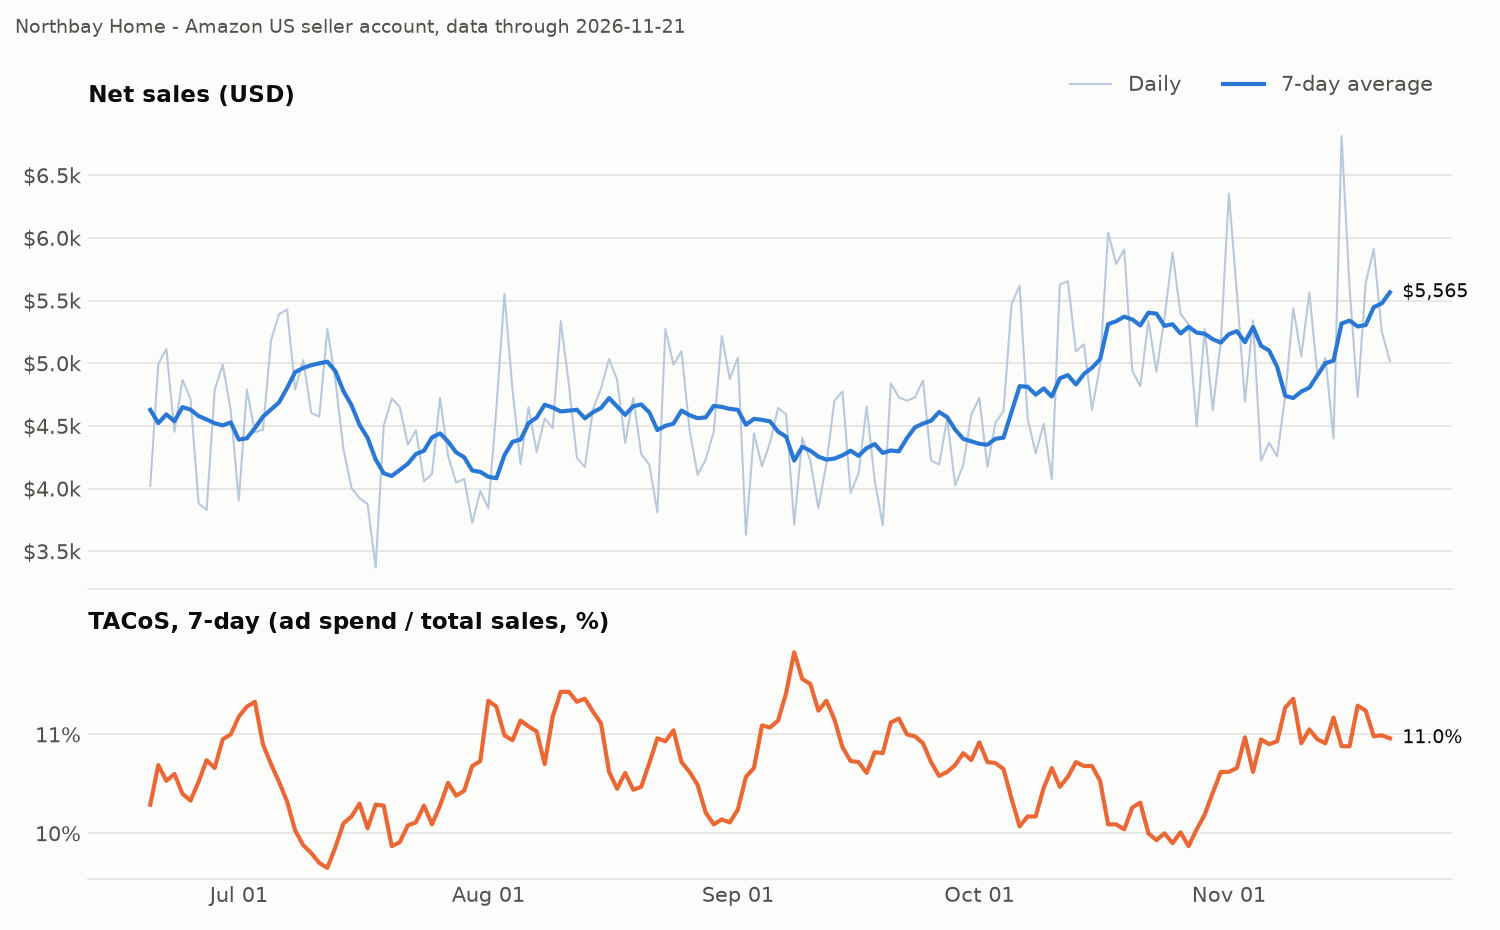 Northbay Home - Amazon US seller account, data through 2026-11-21
Net sales (USD)
Daily
7-day average
$6.5k
$6.0k
$5.5k
$5,565
$5.0k
$4.5k
$4.0k
$3.5k
TACoS, 7-day (ad spend / total sales, %)
11%
11.0%
10%
Jul 01
Aug 01
Sep 01
Oct 01
Nov 01